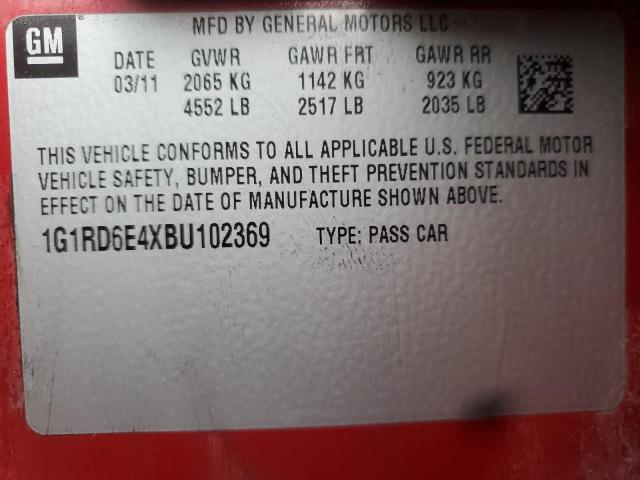 GM
MFD BY GENERAL MOTORS LLC
DATE GVWR GAWR FRT GAWR RR
03/11 2065 KG 1142 KG 923 KG
4552 LB 2517 LB 2035 LB
THIS VEHICLE CONFORMS TO ALL APPLICABLE U.S. FEDERAL MOTOR
VEHICLE SAFETY, BUMPER, AND THEFT PREVENTION STANDARDS IN
EFFECT ON THE DATE OF MANUFACTURE SHOWN ABOVE.
1G1RD6E4XBU102369 TYPE: PASS CAR